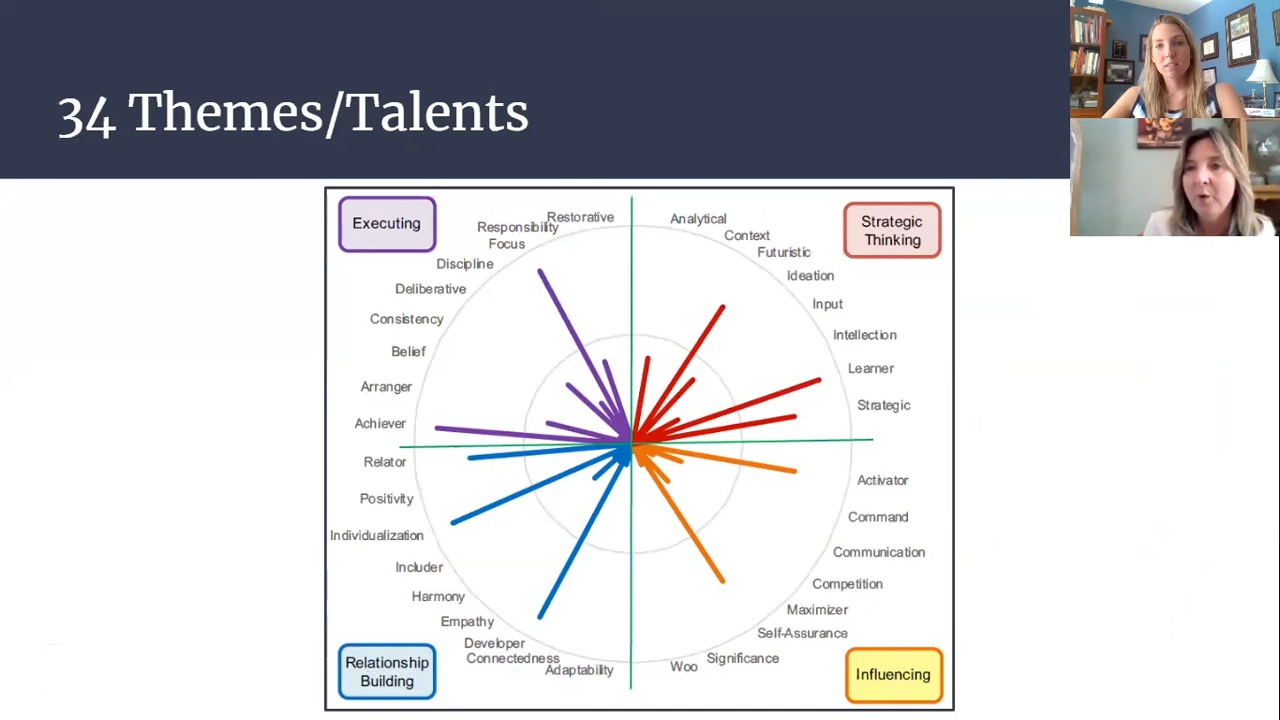 34 Themes/Talents
Executing
Strategic
Thinking
Restorative
Responsibility
Focus
Discipline
Deliberative
Consistency
Belief
Arranger
Achiever
Analytical
Context
Futuristic
Ideation
Input
Intellection
Learner
Strategic
Relator
Positivity
Individualization
Includer
Harmony
Empathy
Developer
Connectedness
Adaptability
Activator
Command
Communication
Competition
Maximizer
Self-Assurance
Significance
Woo
Relationship
Building
Influencing